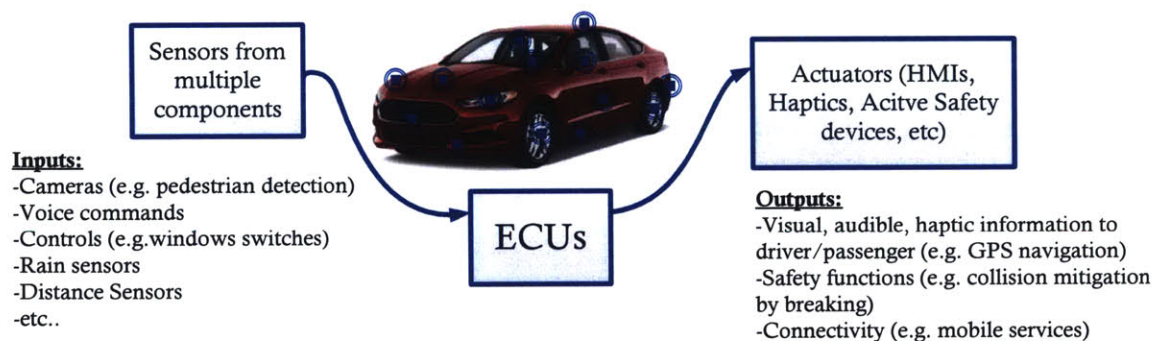 Sensors from
multiple
components
Inputs:
-Cameras (e.g. pedestrian detection)
-Voice commands
-Controls (e.g.windows switches)
-Rain sensors
-Distance Sensors
-etc..
ECUs
Actuators (HMIs,
Haptics, Acitve Safety
devices, etc)
Outputs:
-Visual, audible, haptic information to
driver/passenger (e.g. GPS navigation)
-Safety functions (e.g. collision mitigation
by breaking)
-Connectivity (e.g. mobile services)